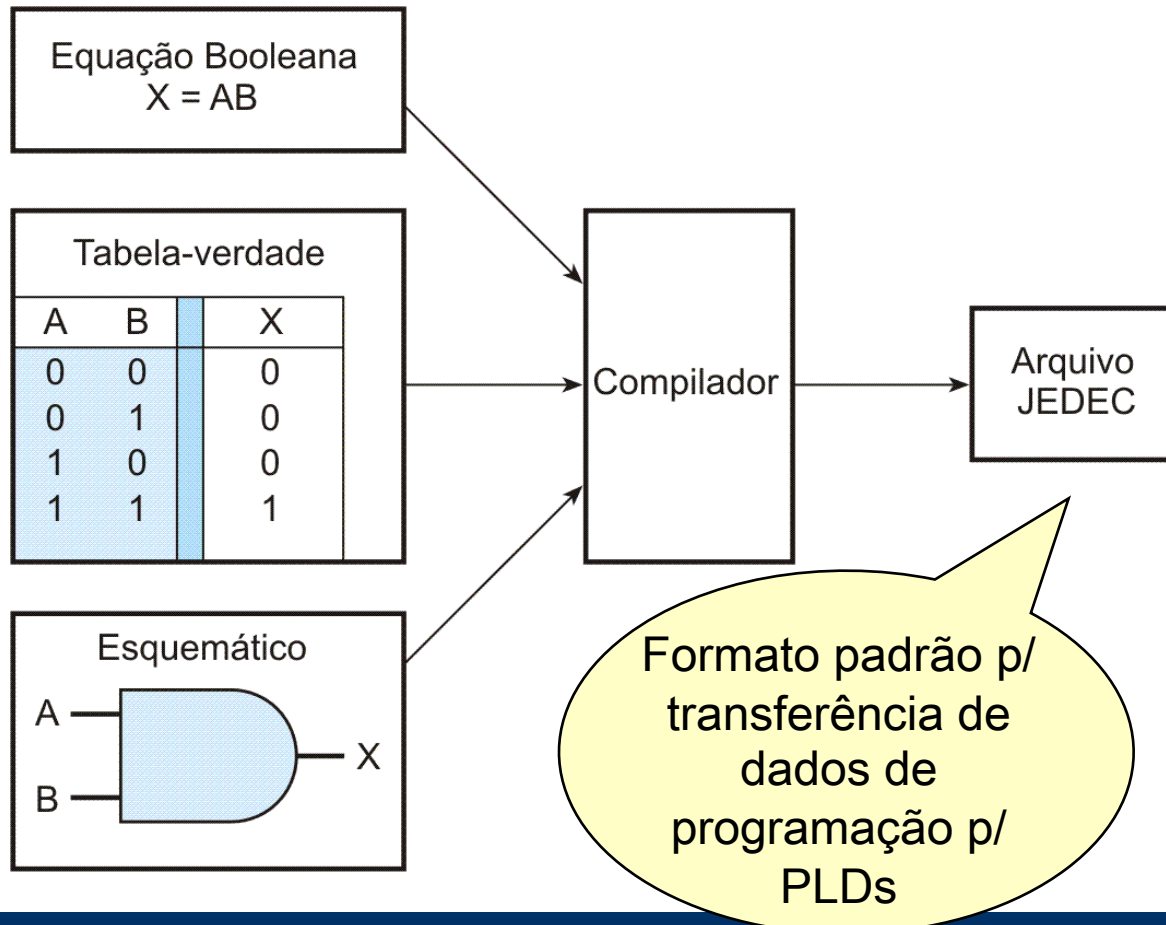 Equação Booleana
X = AB
Tabela-verdade
A B X
0 0 0
0 1 0
1 0 0
1 1 1
Esquemático
A
B
X
Compilador
Arquivo
JEDEC
Formato padrão p/
transferência de
dados de
programação p/
PLDs